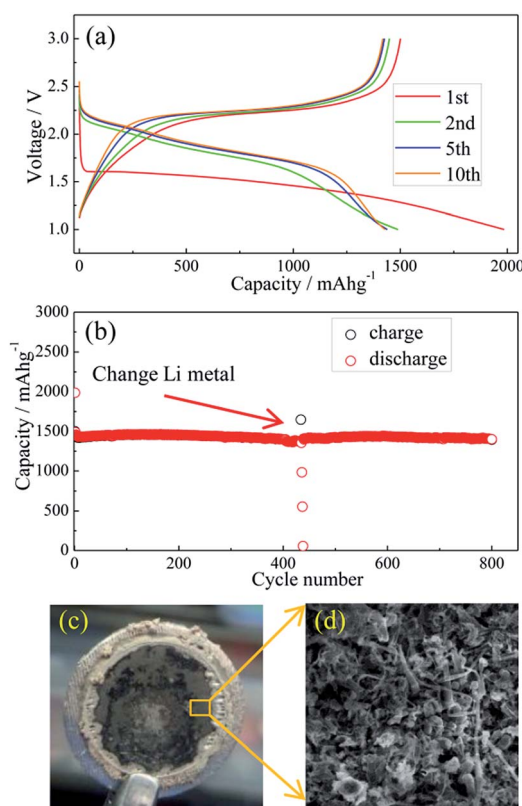 (a)
3.0
2.5
2.0
1.5
1.0
Voltage / V
1st
2nd
5th
10th
0
500
1000
1500
2000
Capacity / mAhg⁻¹
(b)
3000
2500
2000
1500
1000
500
0
Capacity / mAhg⁻¹
charge
discharge
Change Li metal
0
200
400
600
800
Cycle number
(c)
(d)